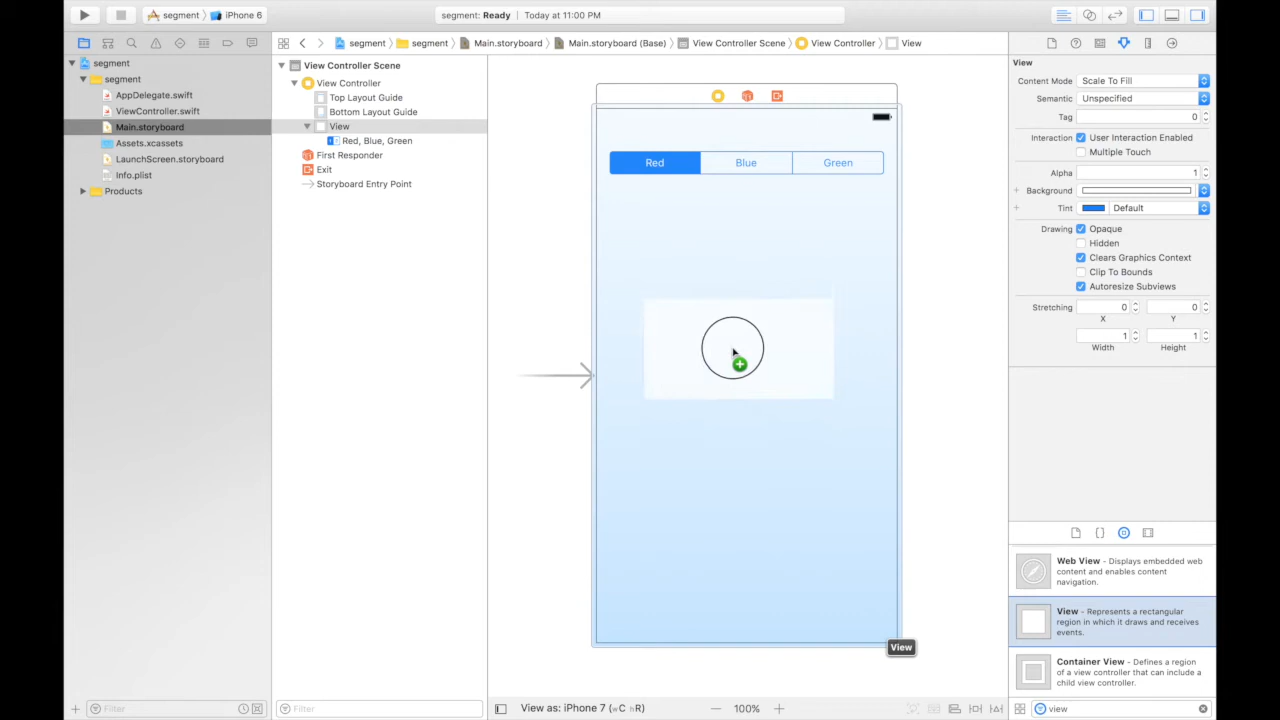 segment
iPhone 6
segment: Ready
Today at 11:00 PM
segment
segment
Main.storyboard
Main.storyboard (Base)
View Controller Scene
View Controller
View
segment
segment
AppDelegate.swift
ViewController.swift
Main.storyboard
Assets.xcassets
LaunchScreen.storyboard
Info.plist
Products
View Controller Scene
View Controller
Top Layout Guide
Bottom Layout Guide
View
Red, Blue, Green
First Responder
Exit
Storyboard Entry Point
Red
Blue
Green
View
View
Content Mode
Scale To Fill
Semantic
Unspecified
Tag
0
Interaction
User Interaction Enabled
Multiple Touch
Alpha
1
Background
Tint
Default
Drawing
Opaque
Hidden
Clears Graphics Context
Clip To Bounds
Autoresize Subviews
Stretching
0
0
X
Y
1
1
Width
Height
Web View - Displays embedded web
content and enables content
navigation.
View - Represents a rectangular
region in which it draws and receives
events.
Container View - Defines a region
of a view controller that can include a
child view controller.
Filter
Filter
View as: iPhone 7 (wC hR)
100%
view